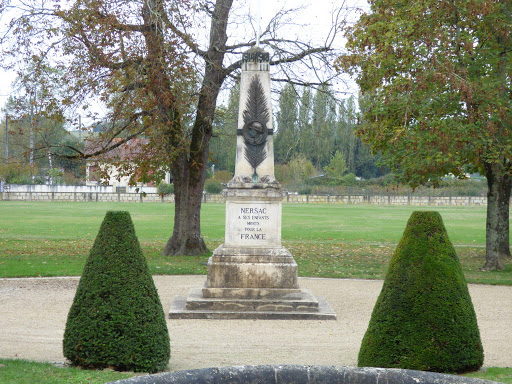 NERSAC
A SES ENFANTS
MORTS
POUR LA
FRANCE